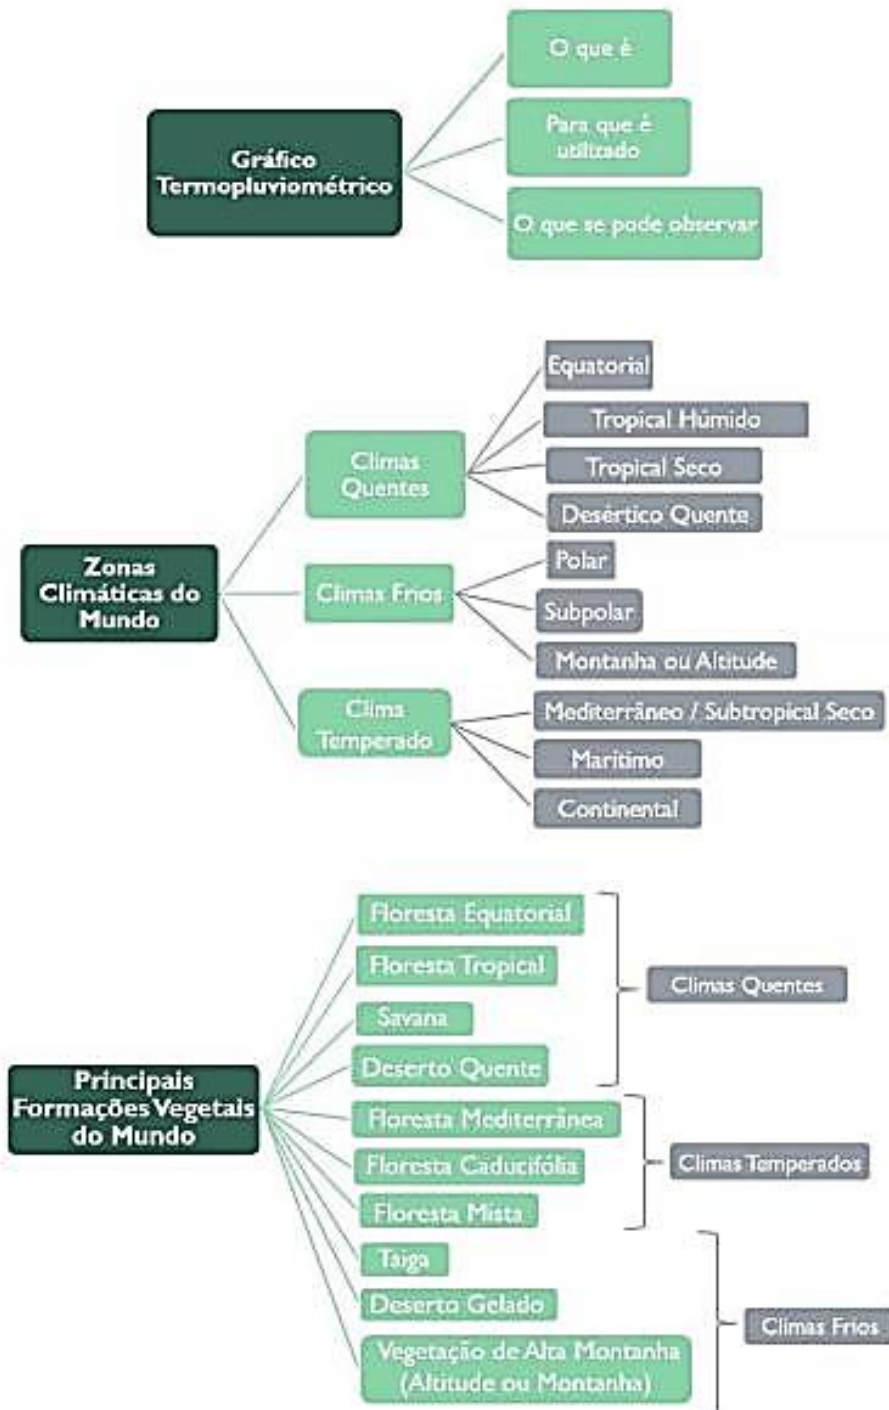 O que é
Para que é
utilizado
O que se pode observar
Gráfico
Termopluviométrico
Equatorial
Tropical Húmido
Tropical Seco
Desértico Quente
Climas
Quentes
Zonas
Climáticas do
Mundo
Climas Frios
Polar
Subpolar
Montanha ou Altitude
Clima
Temperado
Mediterrâneo / Subtropical Seco
Marítimo
Continental
Principais
Formações Vegetais
do Mundo
Floresta Equatorial
Floresta Tropical
Savana
Deserto Quente
Climas Quentes
Floresta Mediterrânea
Floresta Caducifólia
Floresta Mista
Climas Temperados
Taiga
Deserto Gelado
Vegetação de Alta Montanha
(Altitude ou Montanha)
Climas Frios